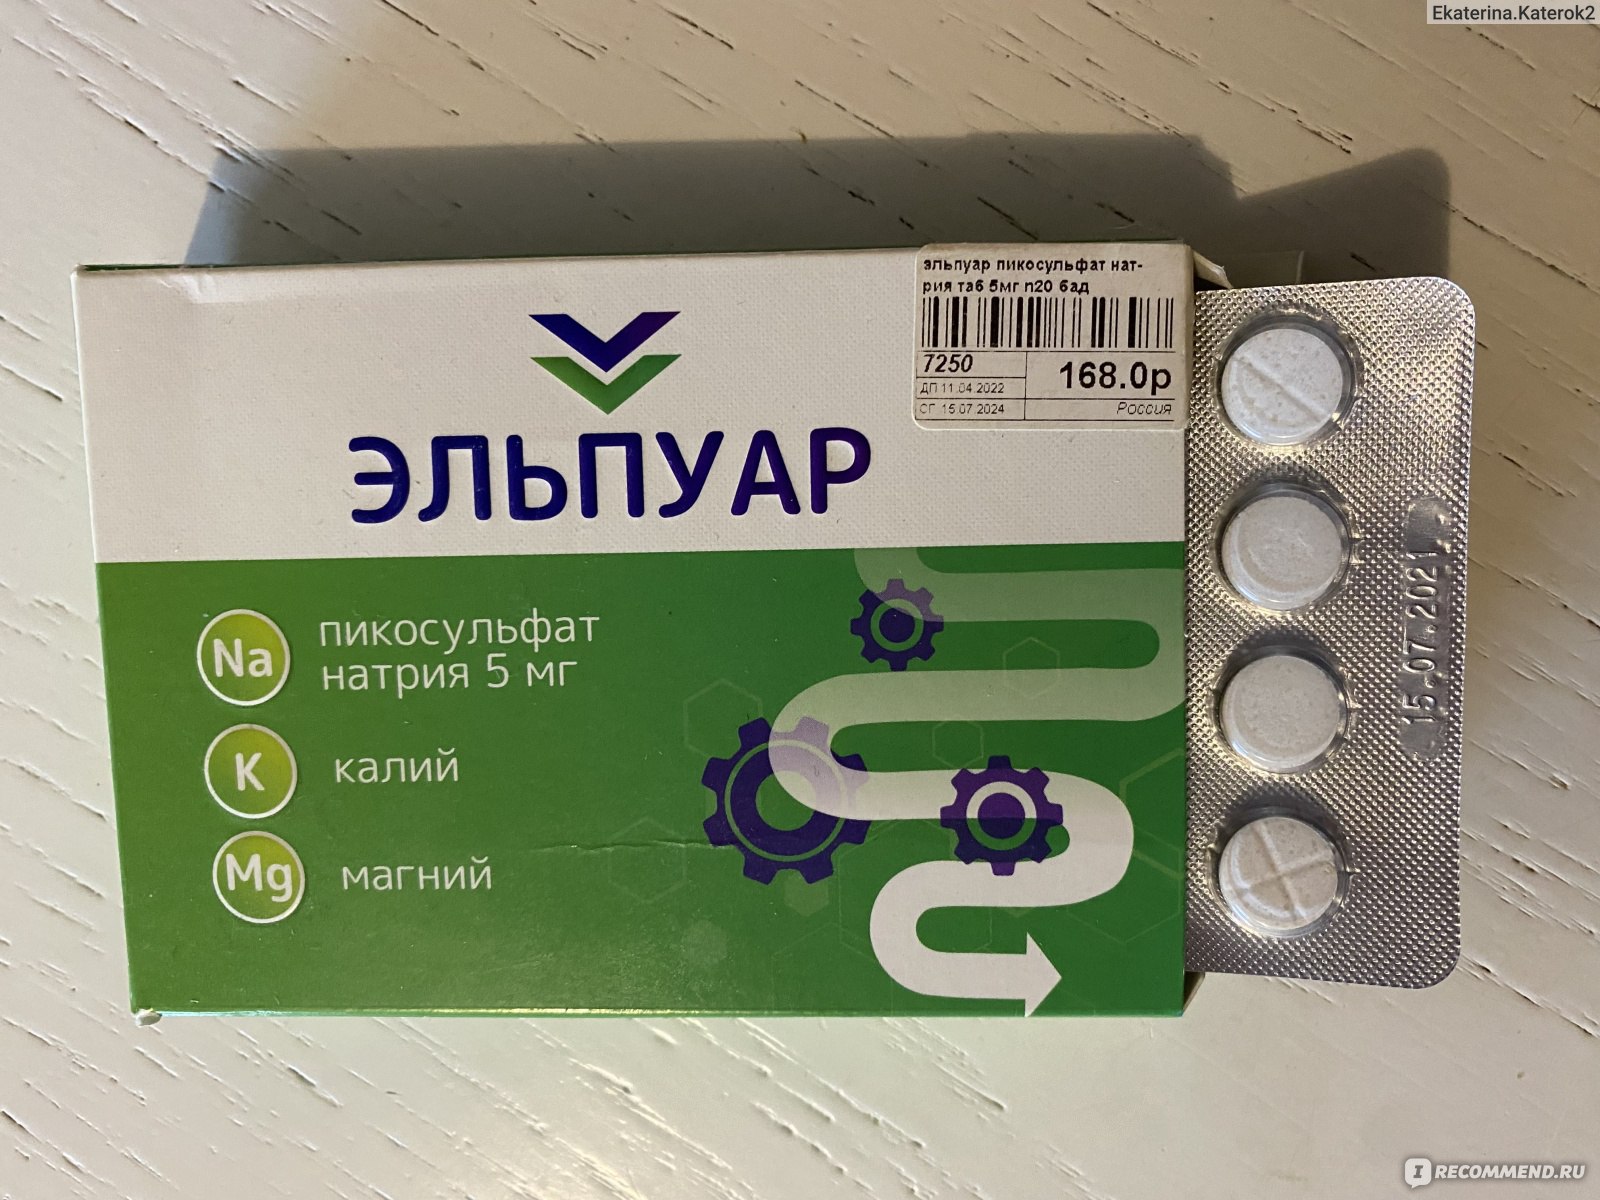 Ekaterina.Katerok2
эльпуар пикосульфат нат-
рия таб 5мг п20 бад
7250
168.0р
ДП 11.04.2022
СГ 15.07.2024
Россия
ЭЛЬПУАР
Na
пикосульфат
натрия 5 мг
K
калий
Mg
магний
15.07.2021
IRECOMMEND.RU